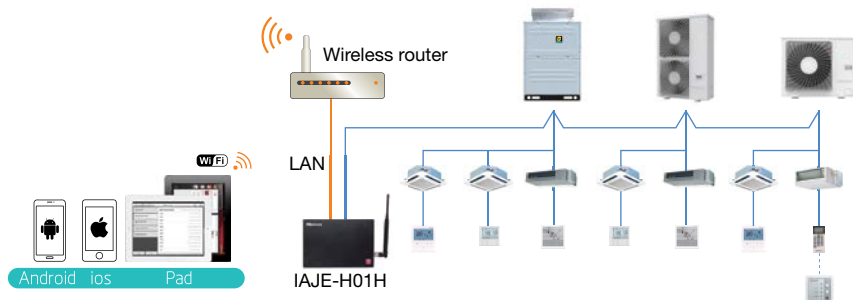 Wireless router
WiFi
LAN
IAJE-H01H
Android
ios
Pad